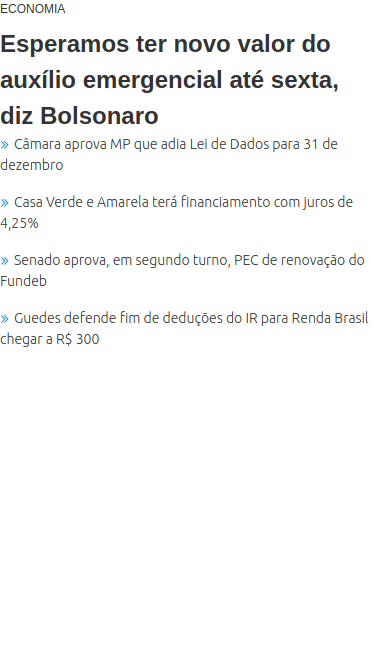 ECONOMIA
Esperamos ter novo valor do
auxílio emergencial até sexta,
diz Bolsonaro
» Câmara aprova MP que adia Lei de Dados para 31 de
dezembro
» Casa Verde e Amarela terá financiamento com juros de
4,25%
» Senado aprova, em segundo turno, PEC de renovação do
Fundeb
» Guedes defende fim de deduções do IR para Renda Brasil
chegar a R$ 300